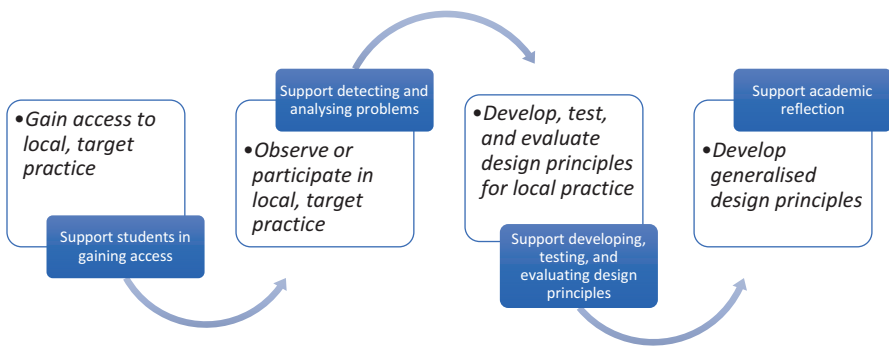 •Gain access to
local, target
practice
Support students in
gaining access
Support detecting and
analysing problems
•Observe or
participate in
local, target
practice
•Develop, test,
and evaluate
design principles
for local practice
Support developing,
testing, and
evaluating design
principles
Support academic
reflection
•Develop
generalised
design principles